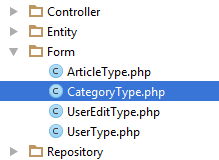 Controller
Entity
Form
ArticleType.php
CategoryType.php
UserEditType.php
UserType.php
Repository